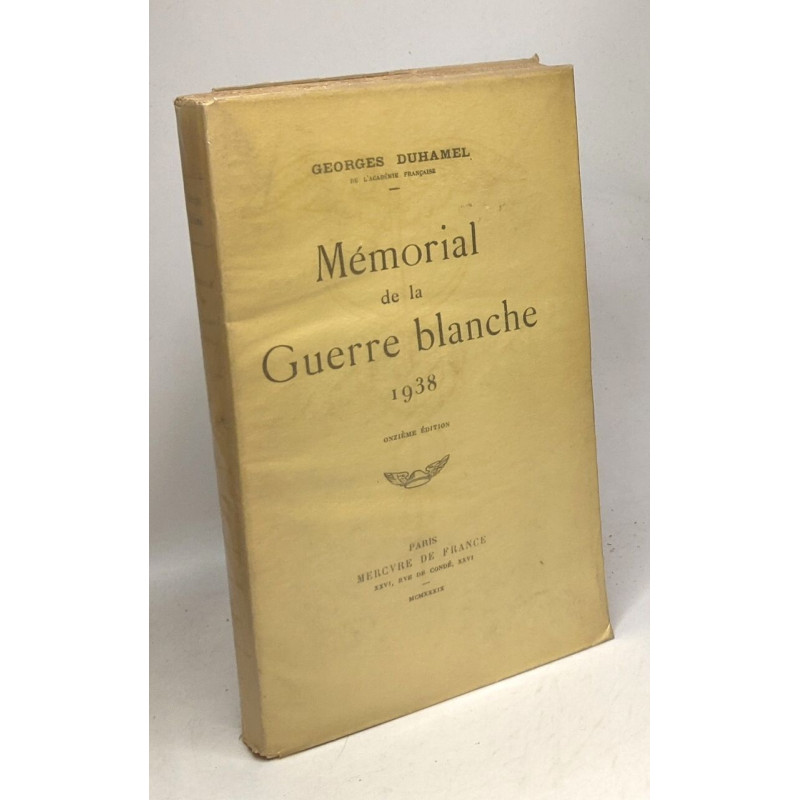 GEORGES DUHAMEL
DE L'ACADÉMIE FRANÇAISE
Mémorial
de la
Guerre blanche
1938
ONZIÈME ÉDITION
PARIS
MERCVRE DE FRANCE
XXVI, RVE DE CONDÉ, XXVI
MCMXXXIX